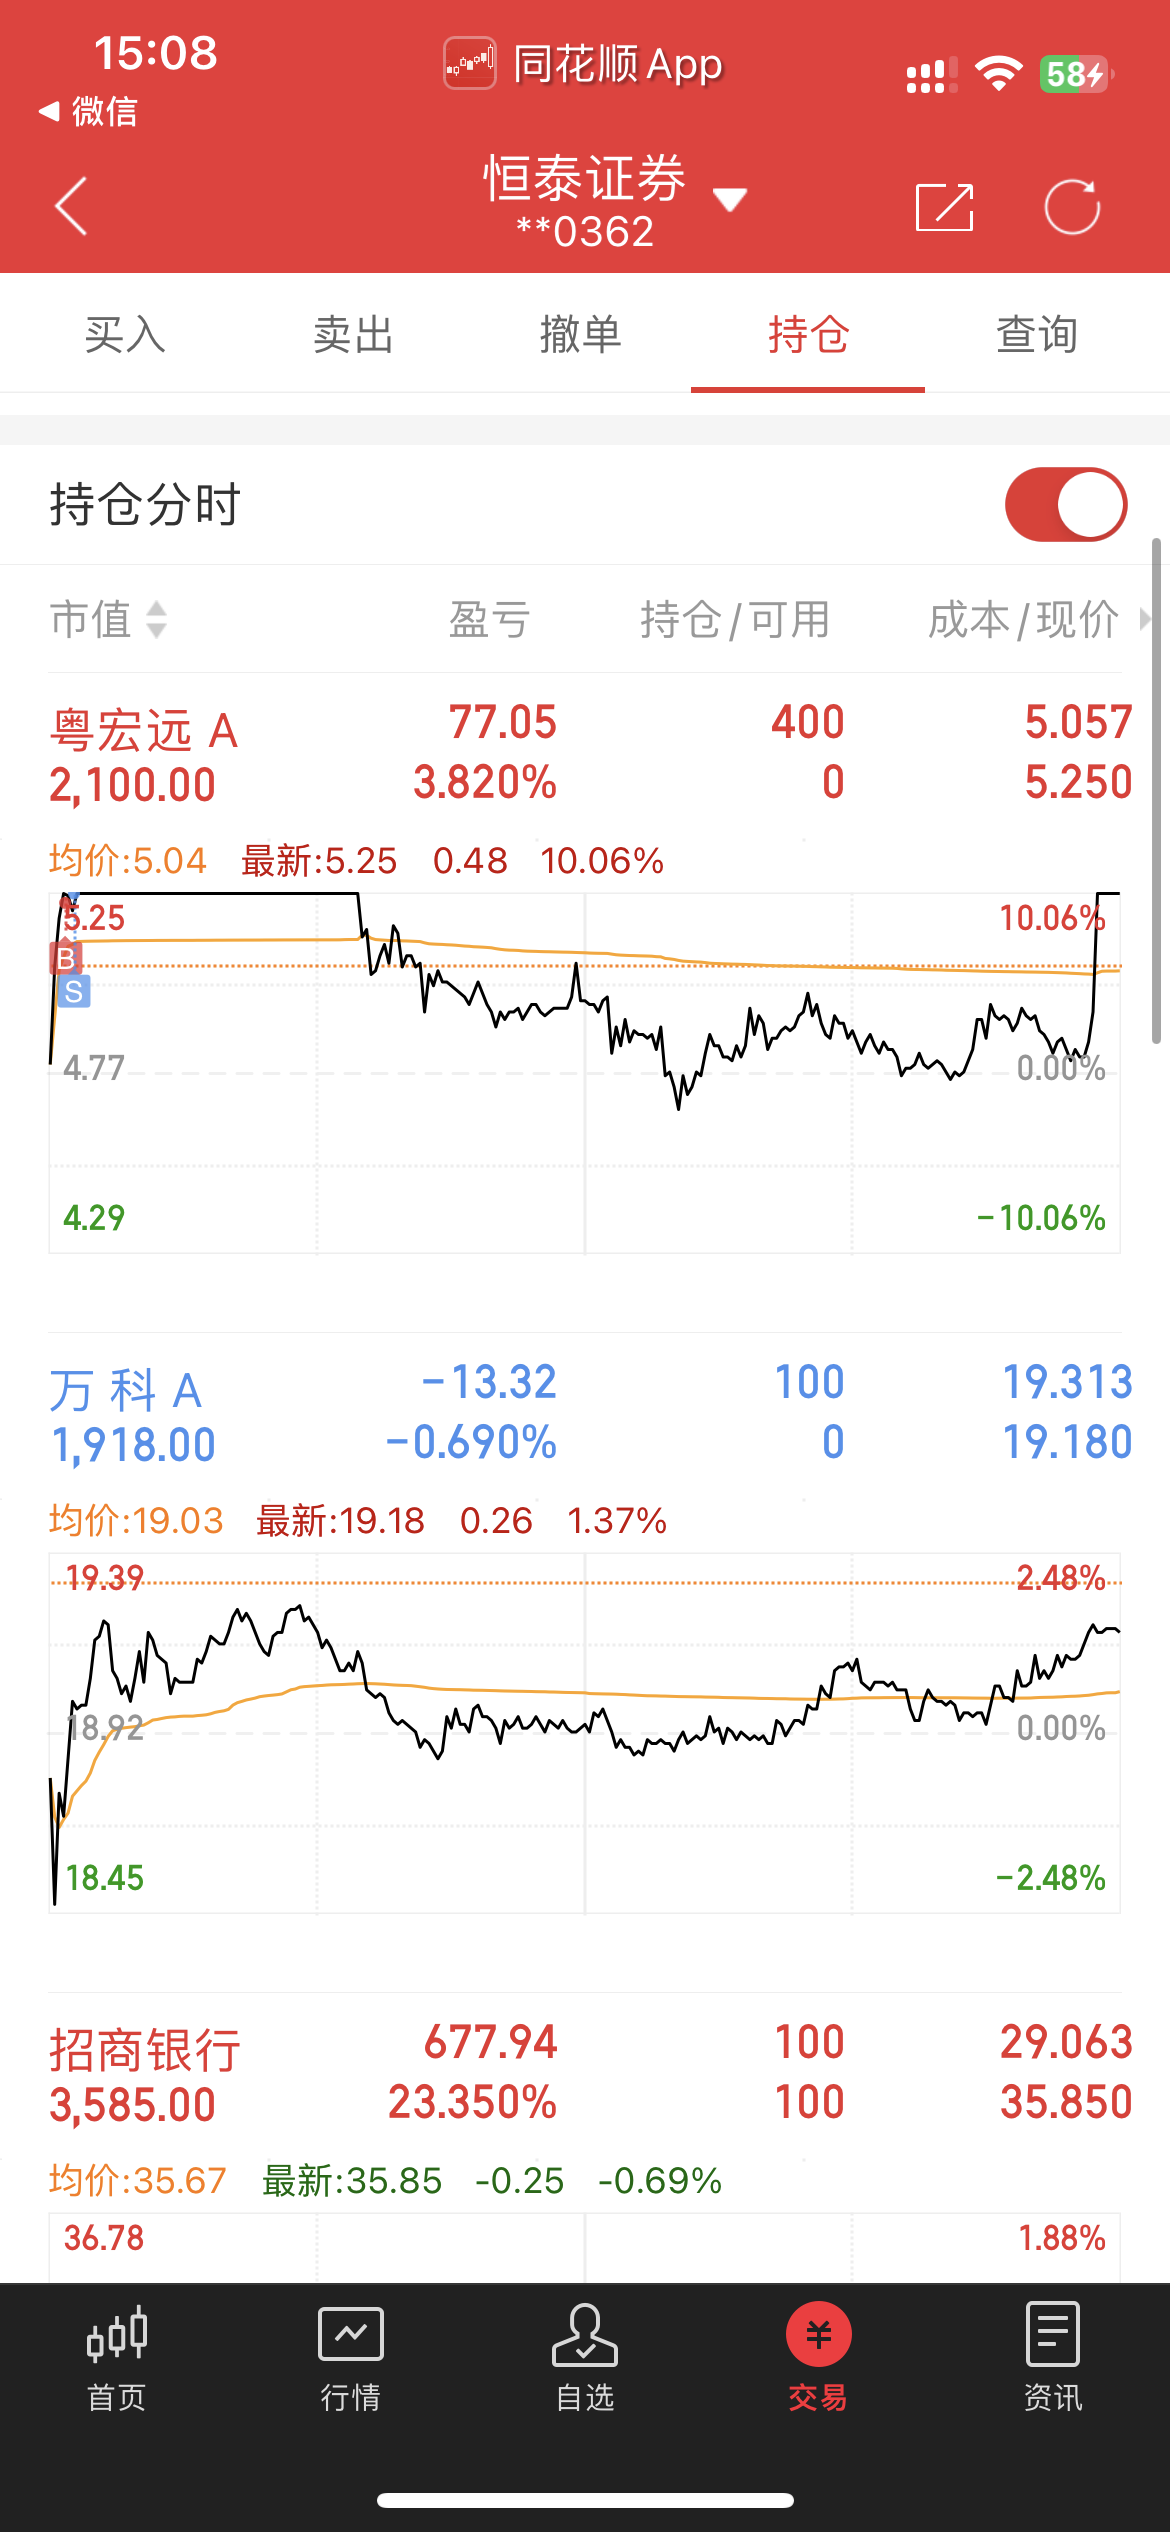 15:08
同花顺 App
58
◀ 微信
恒泰证券
**0362
买入 卖出 撤单 持仓 查询
持仓分时
市值 盈亏 持仓/可用 成本/现价
粤宏远 A 77.05 400 5.057
2,100.00 3.820% 0 5.250
均价:5.04 最新:5.25 0.48 10.06%
5.25 10.06%
B
S
4.77 0.00%
4.29 -10.06%
万 科 A -13.32 100 19.313
1,918.00 -0.690% 0 19.180
均价:19.03 最新:19.18 0.26 1.37%
19.39 2.48%
18.92 0.00%
18.45 -2.48%
招商银行 677.94 100 29.063
3,585.00 23.350% 100 35.850
均价:35.67 最新:35.85 -0.25 -0.69%
36.78 1.88%
¥
首页 行情 自选 交易 资讯